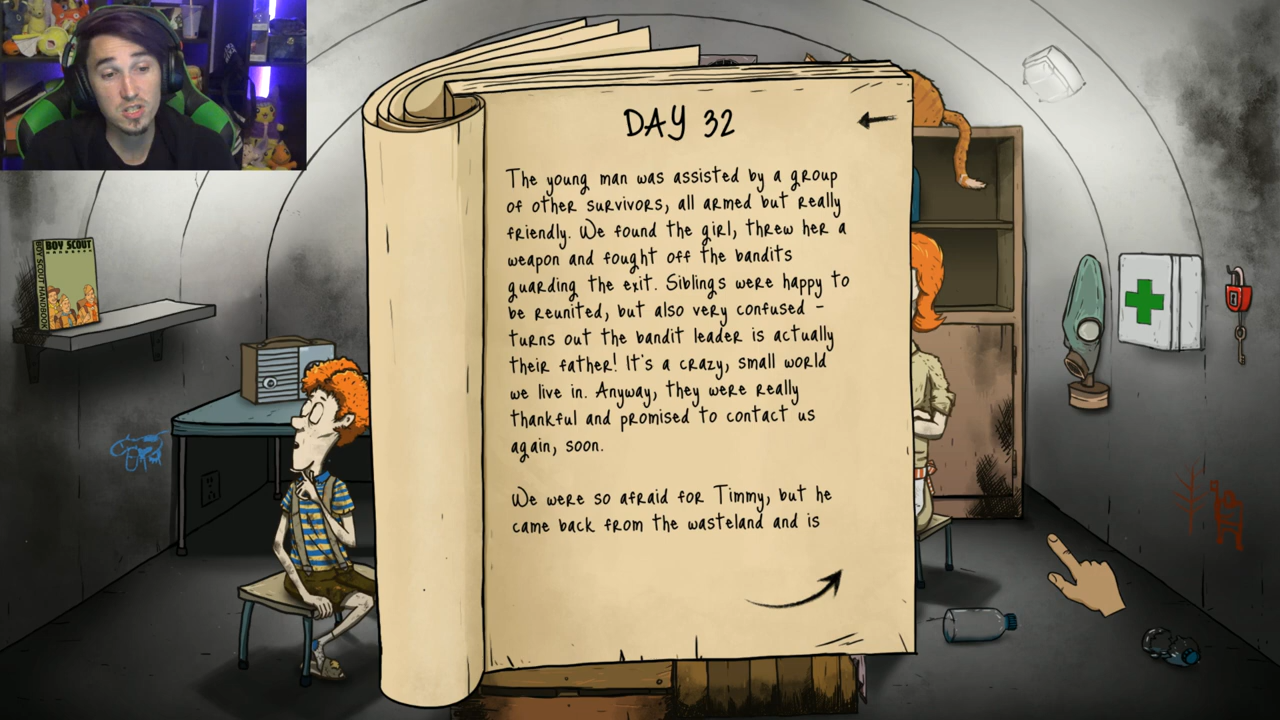 DAY 32
The young man was assisted by a group
of other survivors, all armed but really
friendly. We found the girl, threw her a
weapon and fought off the bandits
guarding the exit. Siblings were happy to
be reunited, but also very confused -
turns out the bandit leader is actually
their father! It's a crazy, small world
we live in. Anyway, they were really
thankful and promised to contact us
again, soon.
We were so afraid for Timmy, but he
came back from the wasteland and is
BOY SCOUT
BOY SCOUT HANDBOOK